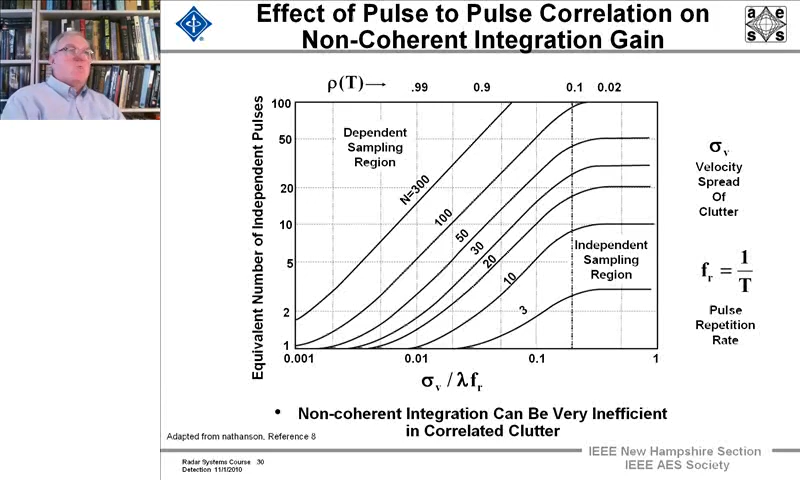 Effect of Pulse to Pulse Correlation on
Non-Coherent Integration Gain
a e
s s
ρ(T) .99 0.9 0.1 0.02
Equivalent Number of Independent Pulses
100
50
20
10
5
2
1
Dependent
Sampling
Region
N=300
100
50
30
20
10
3
Independent
Sampling
Region
0.001 0.01 0.1 1
σv / λfr
σv
Velocity
Spread
Of
Clutter
fr = 1/T
Pulse
Repetition
Rate
• Non-coherent Integration Can Be Very Inefficient
in Correlated Clutter
Adapted from nathanson, Reference 8
IEEE New Hampshire Section
IEEE AES Society
Radar Systems Course 30
Detection 11/1/2010